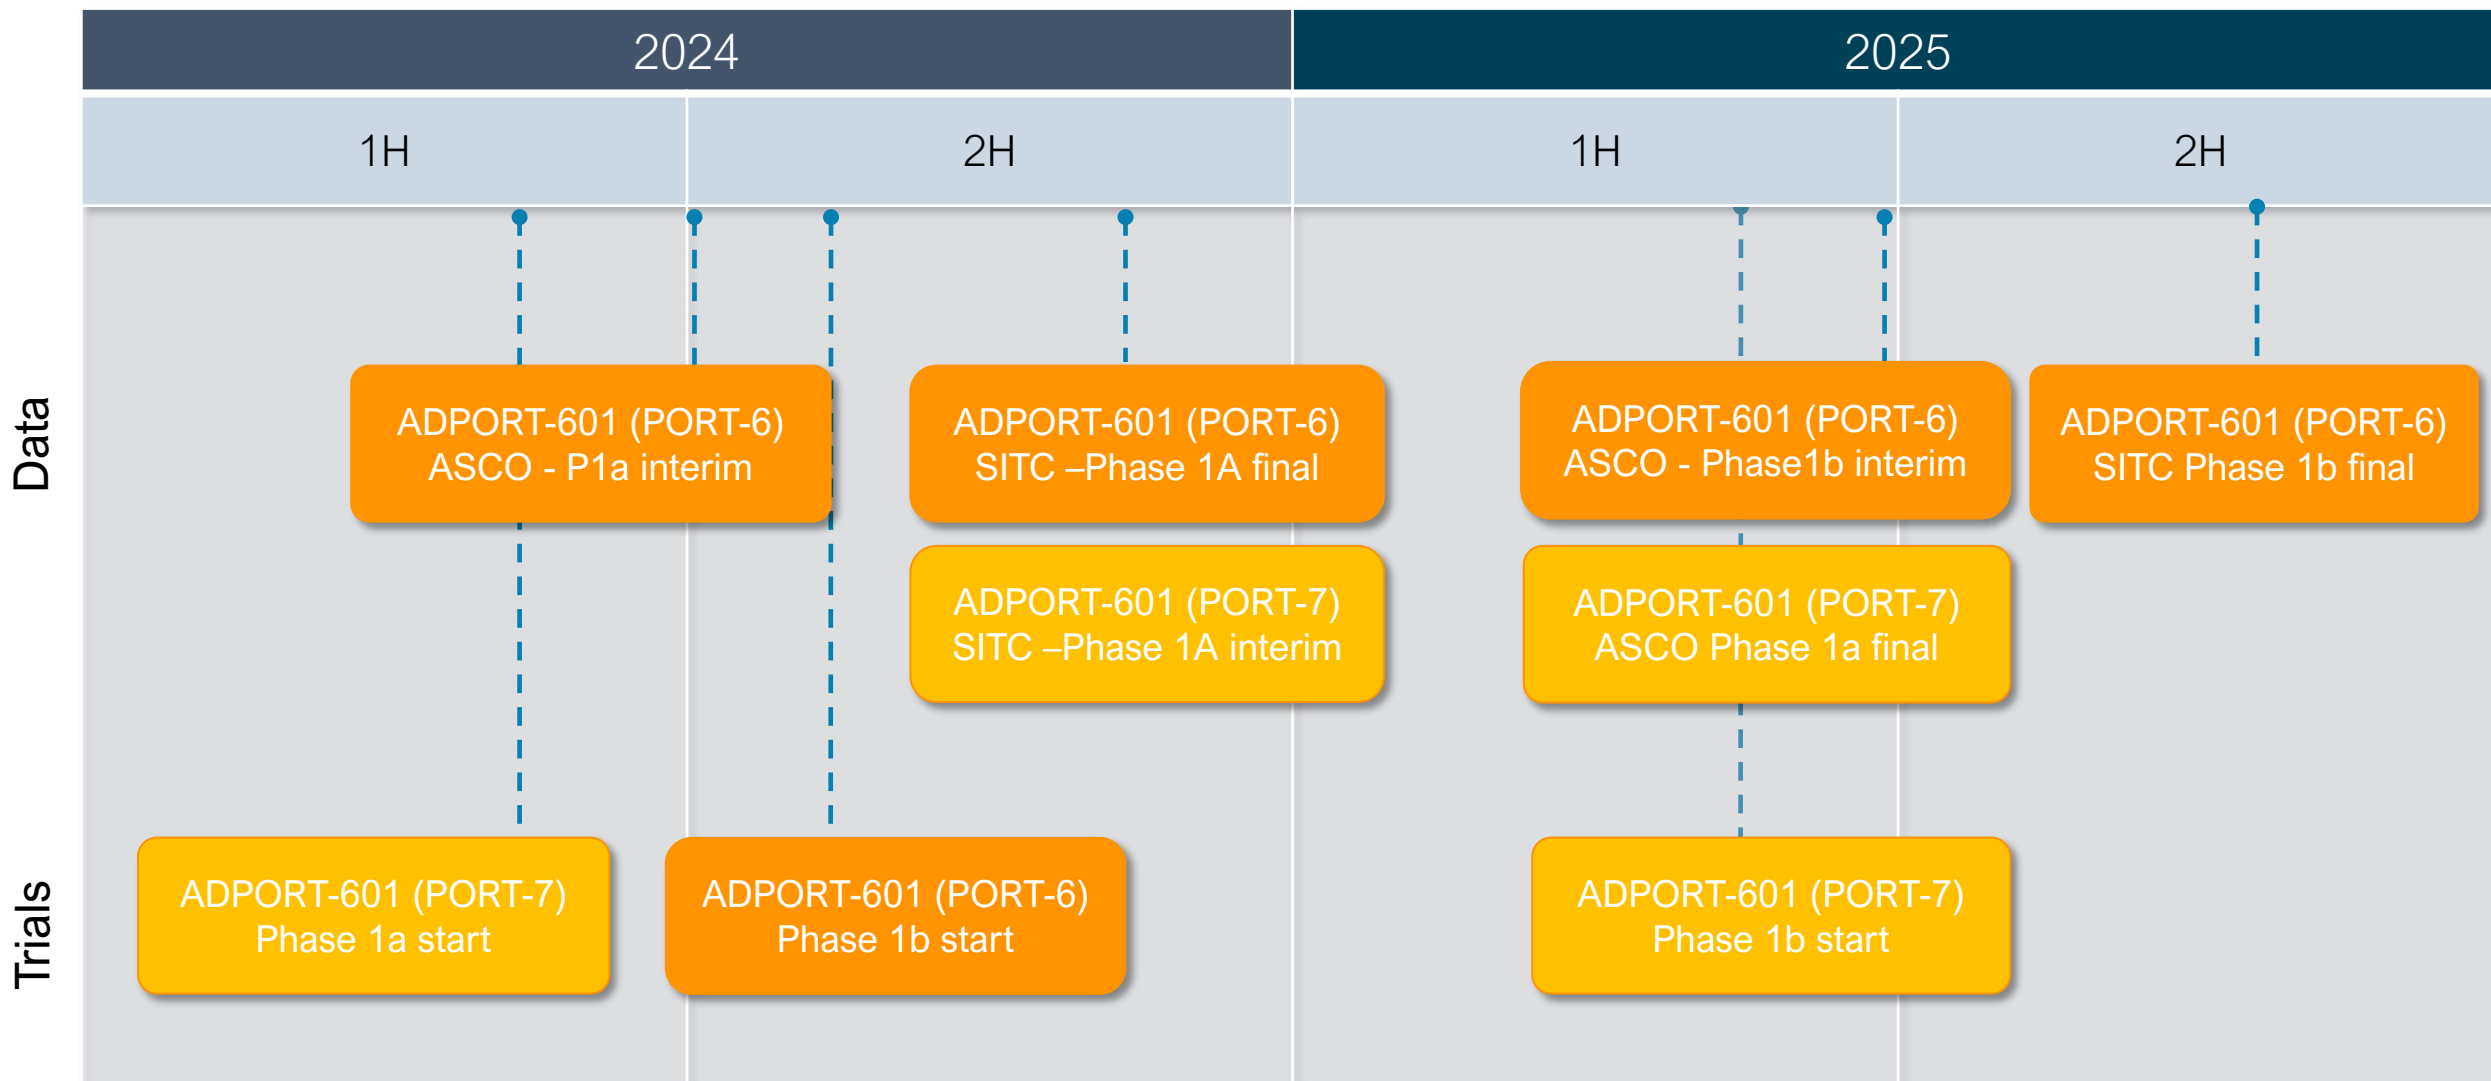 2024
2025
1H
2H
1H
2H
Data
ADPORT-601 (PORT-6)
ASCO - P1a interim
ADPORT-601 (PORT-6)
SITC –Phase 1A final
ADPORT-601 (PORT-6)
ASCO - Phase1b interim
ADPORT-601 (PORT-6)
SITC Phase 1b final
ADPORT-601 (PORT-7)
SITC –Phase 1A interim
ADPORT-601 (PORT-7)
ASCO Phase 1a final
Trials
ADPORT-601 (PORT-7)
Phase 1a start
ADPORT-601 (PORT-6)
Phase 1b start
ADPORT-601 (PORT-7)
Phase 1b start